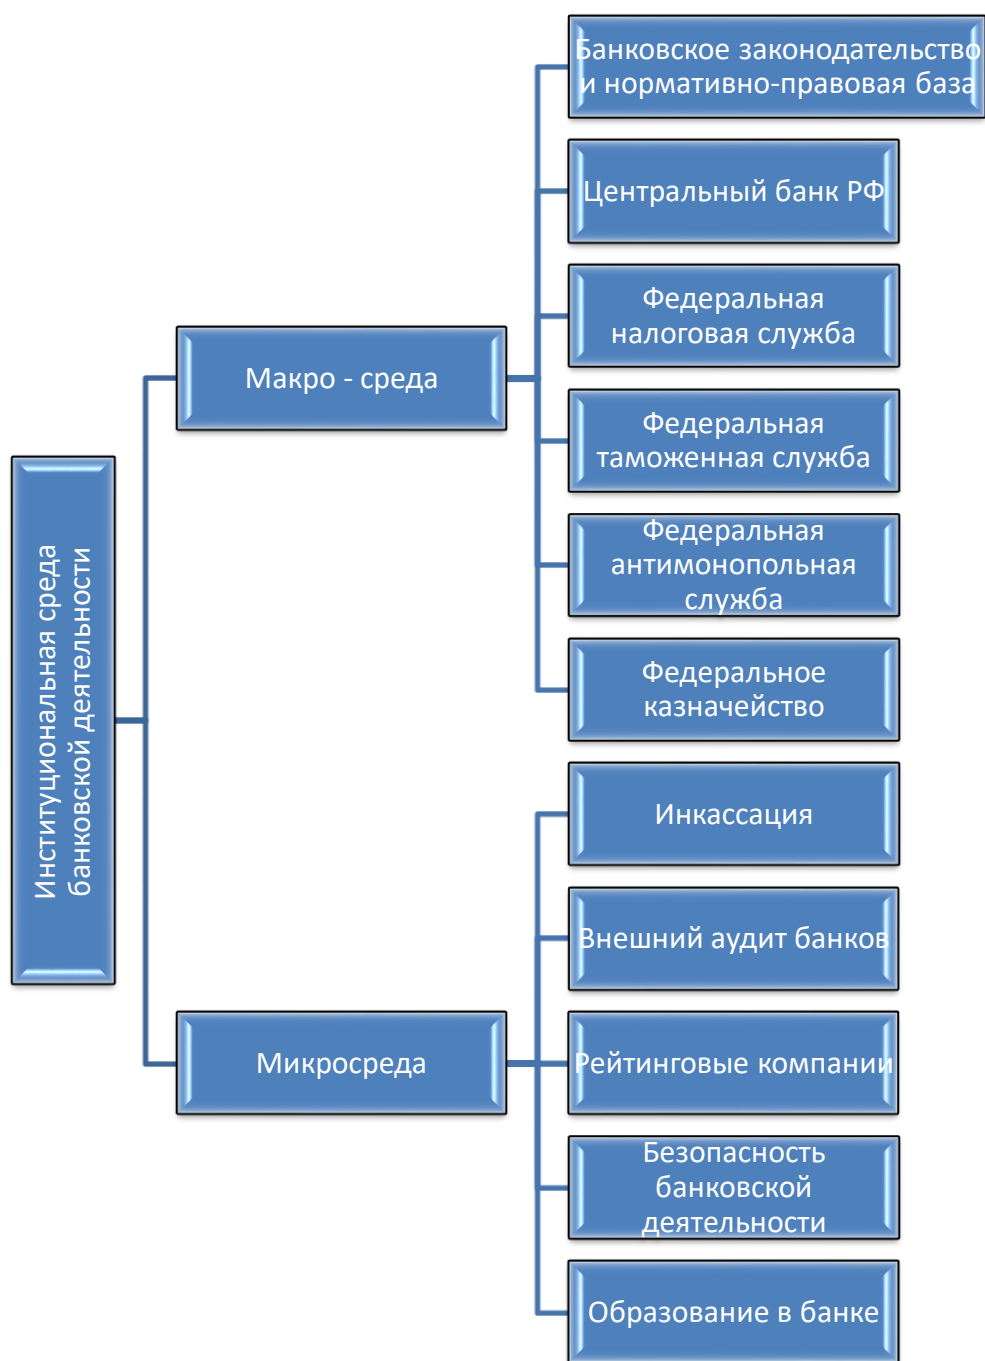 Институциональная среда
банковской деятельности
Макро - среда
Банковское законодательство
и нормативно-правовая база
Центральный банк РФ
Федеральная
налоговая служба
Федеральная
таможенная служба
Федеральная
антимонопольная
служба
Федеральное
казначейство
Микросреда
Инкассация
Внешний аудит банков
Рейтинговые компании
Безопасность
банковской
деятельности
Образование в банке